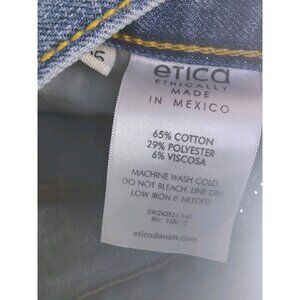 etica
ETHICALLY
MADE
IN MEXICO
65% COTTON
29% POLYESTER
6% VISCOSA
MACHINE WASH COLD.
DO NOT BLEACH. LINE DRY.
LOW IRON IF NEEDED.
eticadenim.com